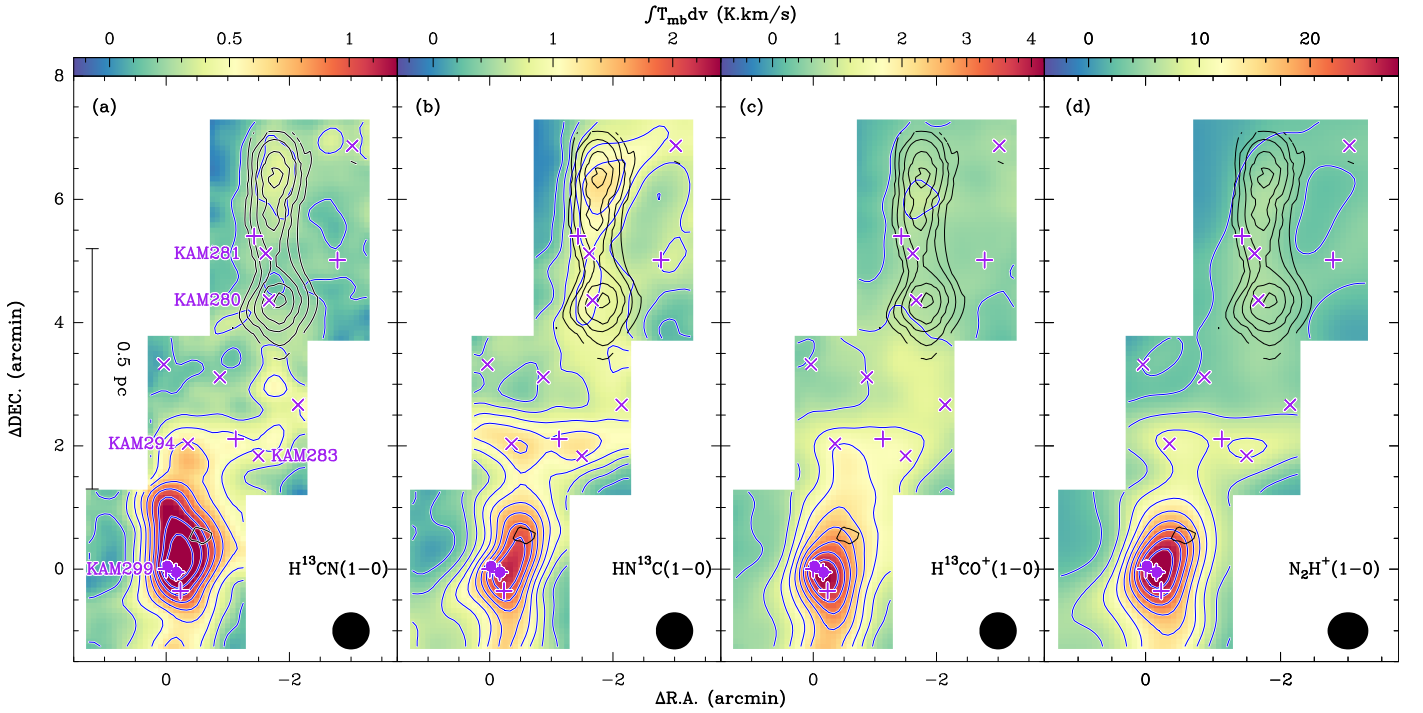 ∫T_mb dv (K.km/s)
0 0.5 1 0 1 2 0 1 2 3 4 0 10 20
8 (a) (b) (c) (d)
6
KAM281
KAM280
4
0.5 pc
ΔDEC. (arcmin)
KAM294 2
KAM283
KAM299 0 H¹³CN(1-0) HN¹³C(1-0) H¹³CO⁺(1-0) N₂H⁺(1-0)
0 -2 0 -2 0 -2 0 -2
ΔR.A. (arcmin)